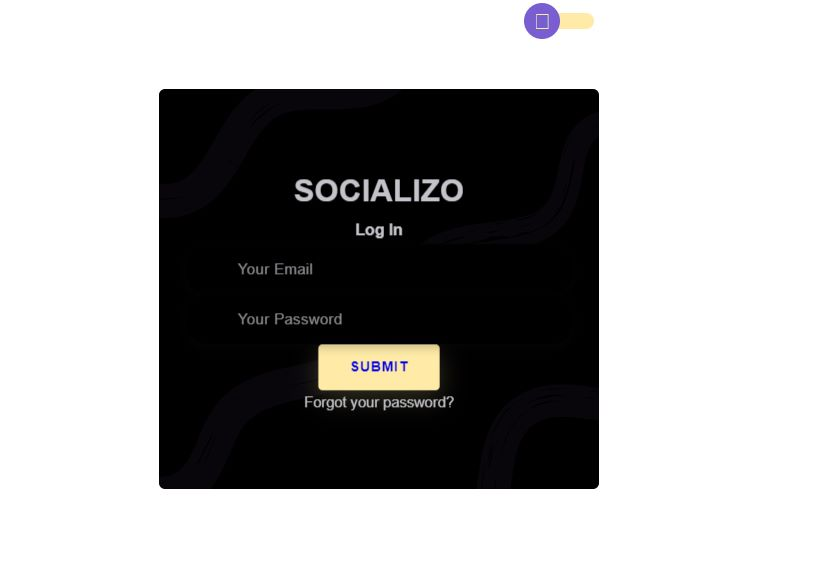 SOCIALIZO
Log In
Your Email
Your Password
SUBMIT
Forgot your password?